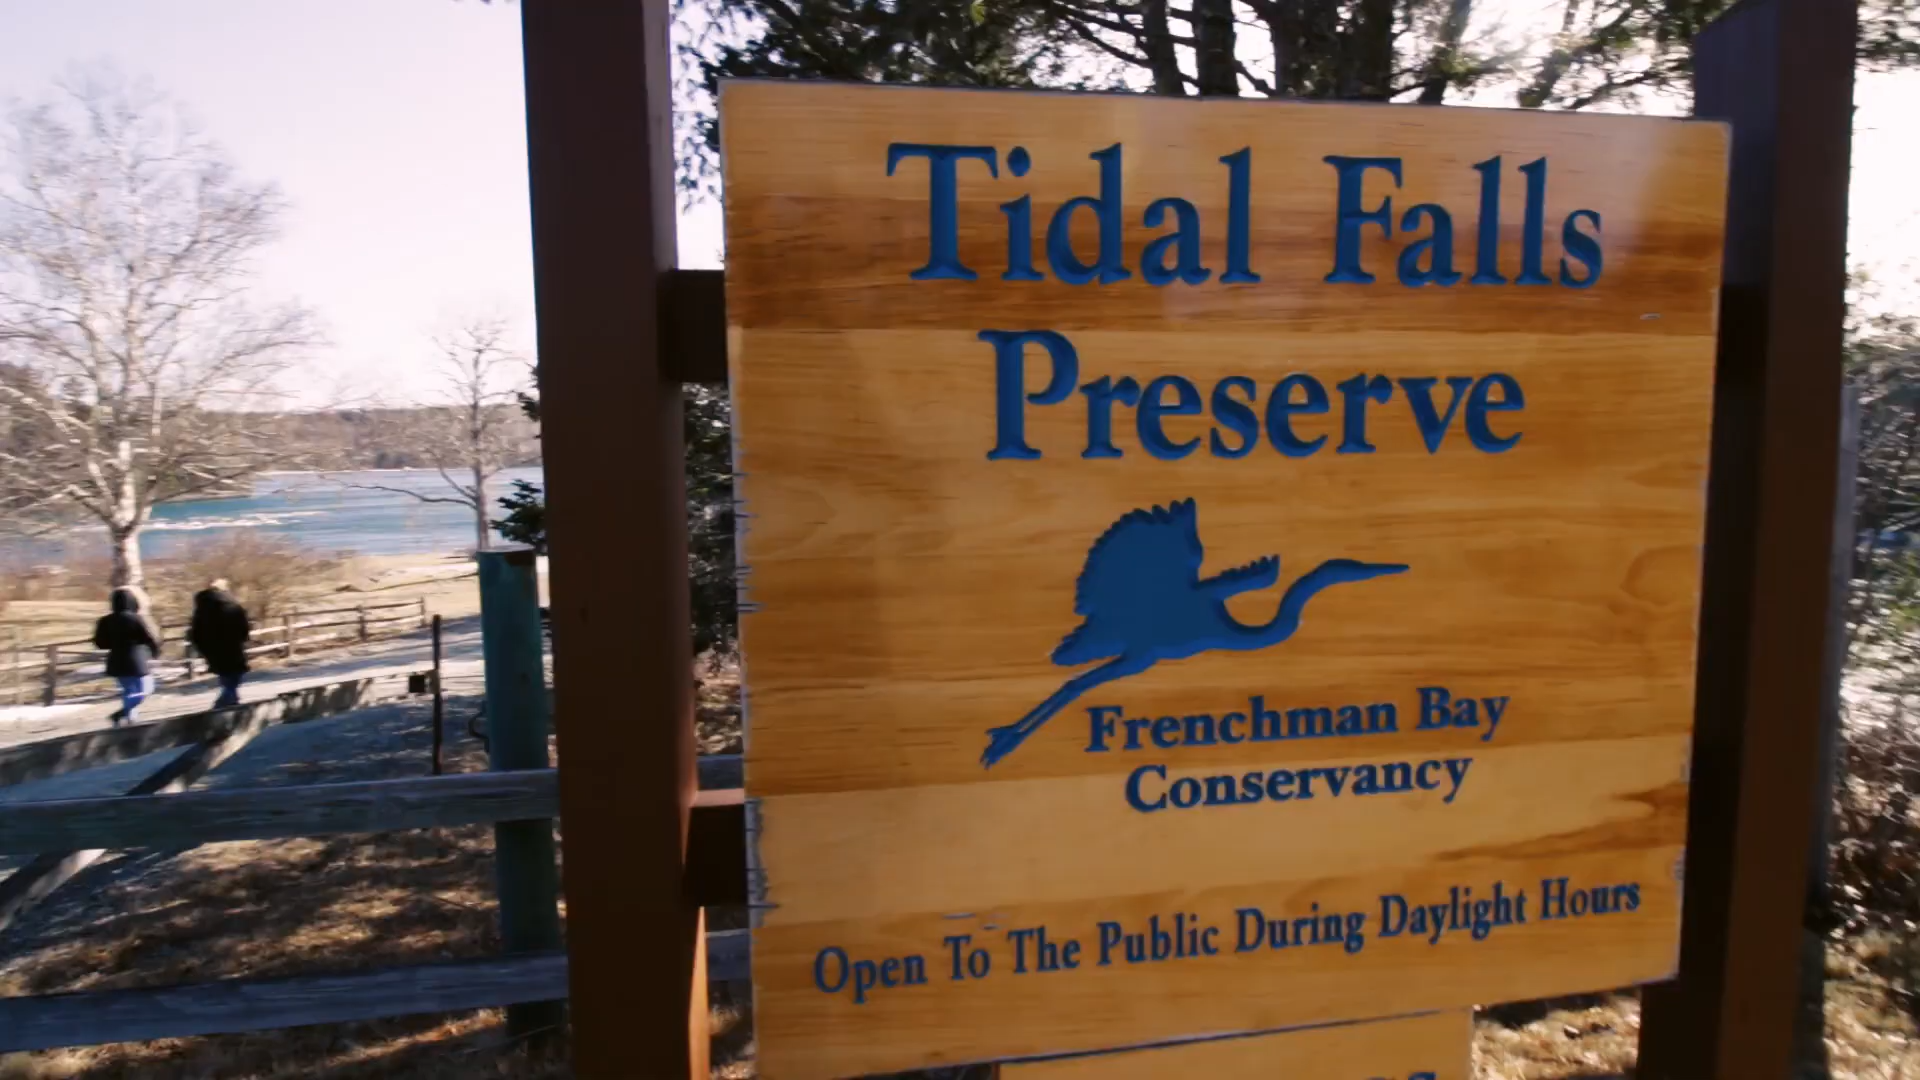 Tidal Falls
Preserve
Frenchman Bay
Conservancy
Open To The Public During Daylight Hours